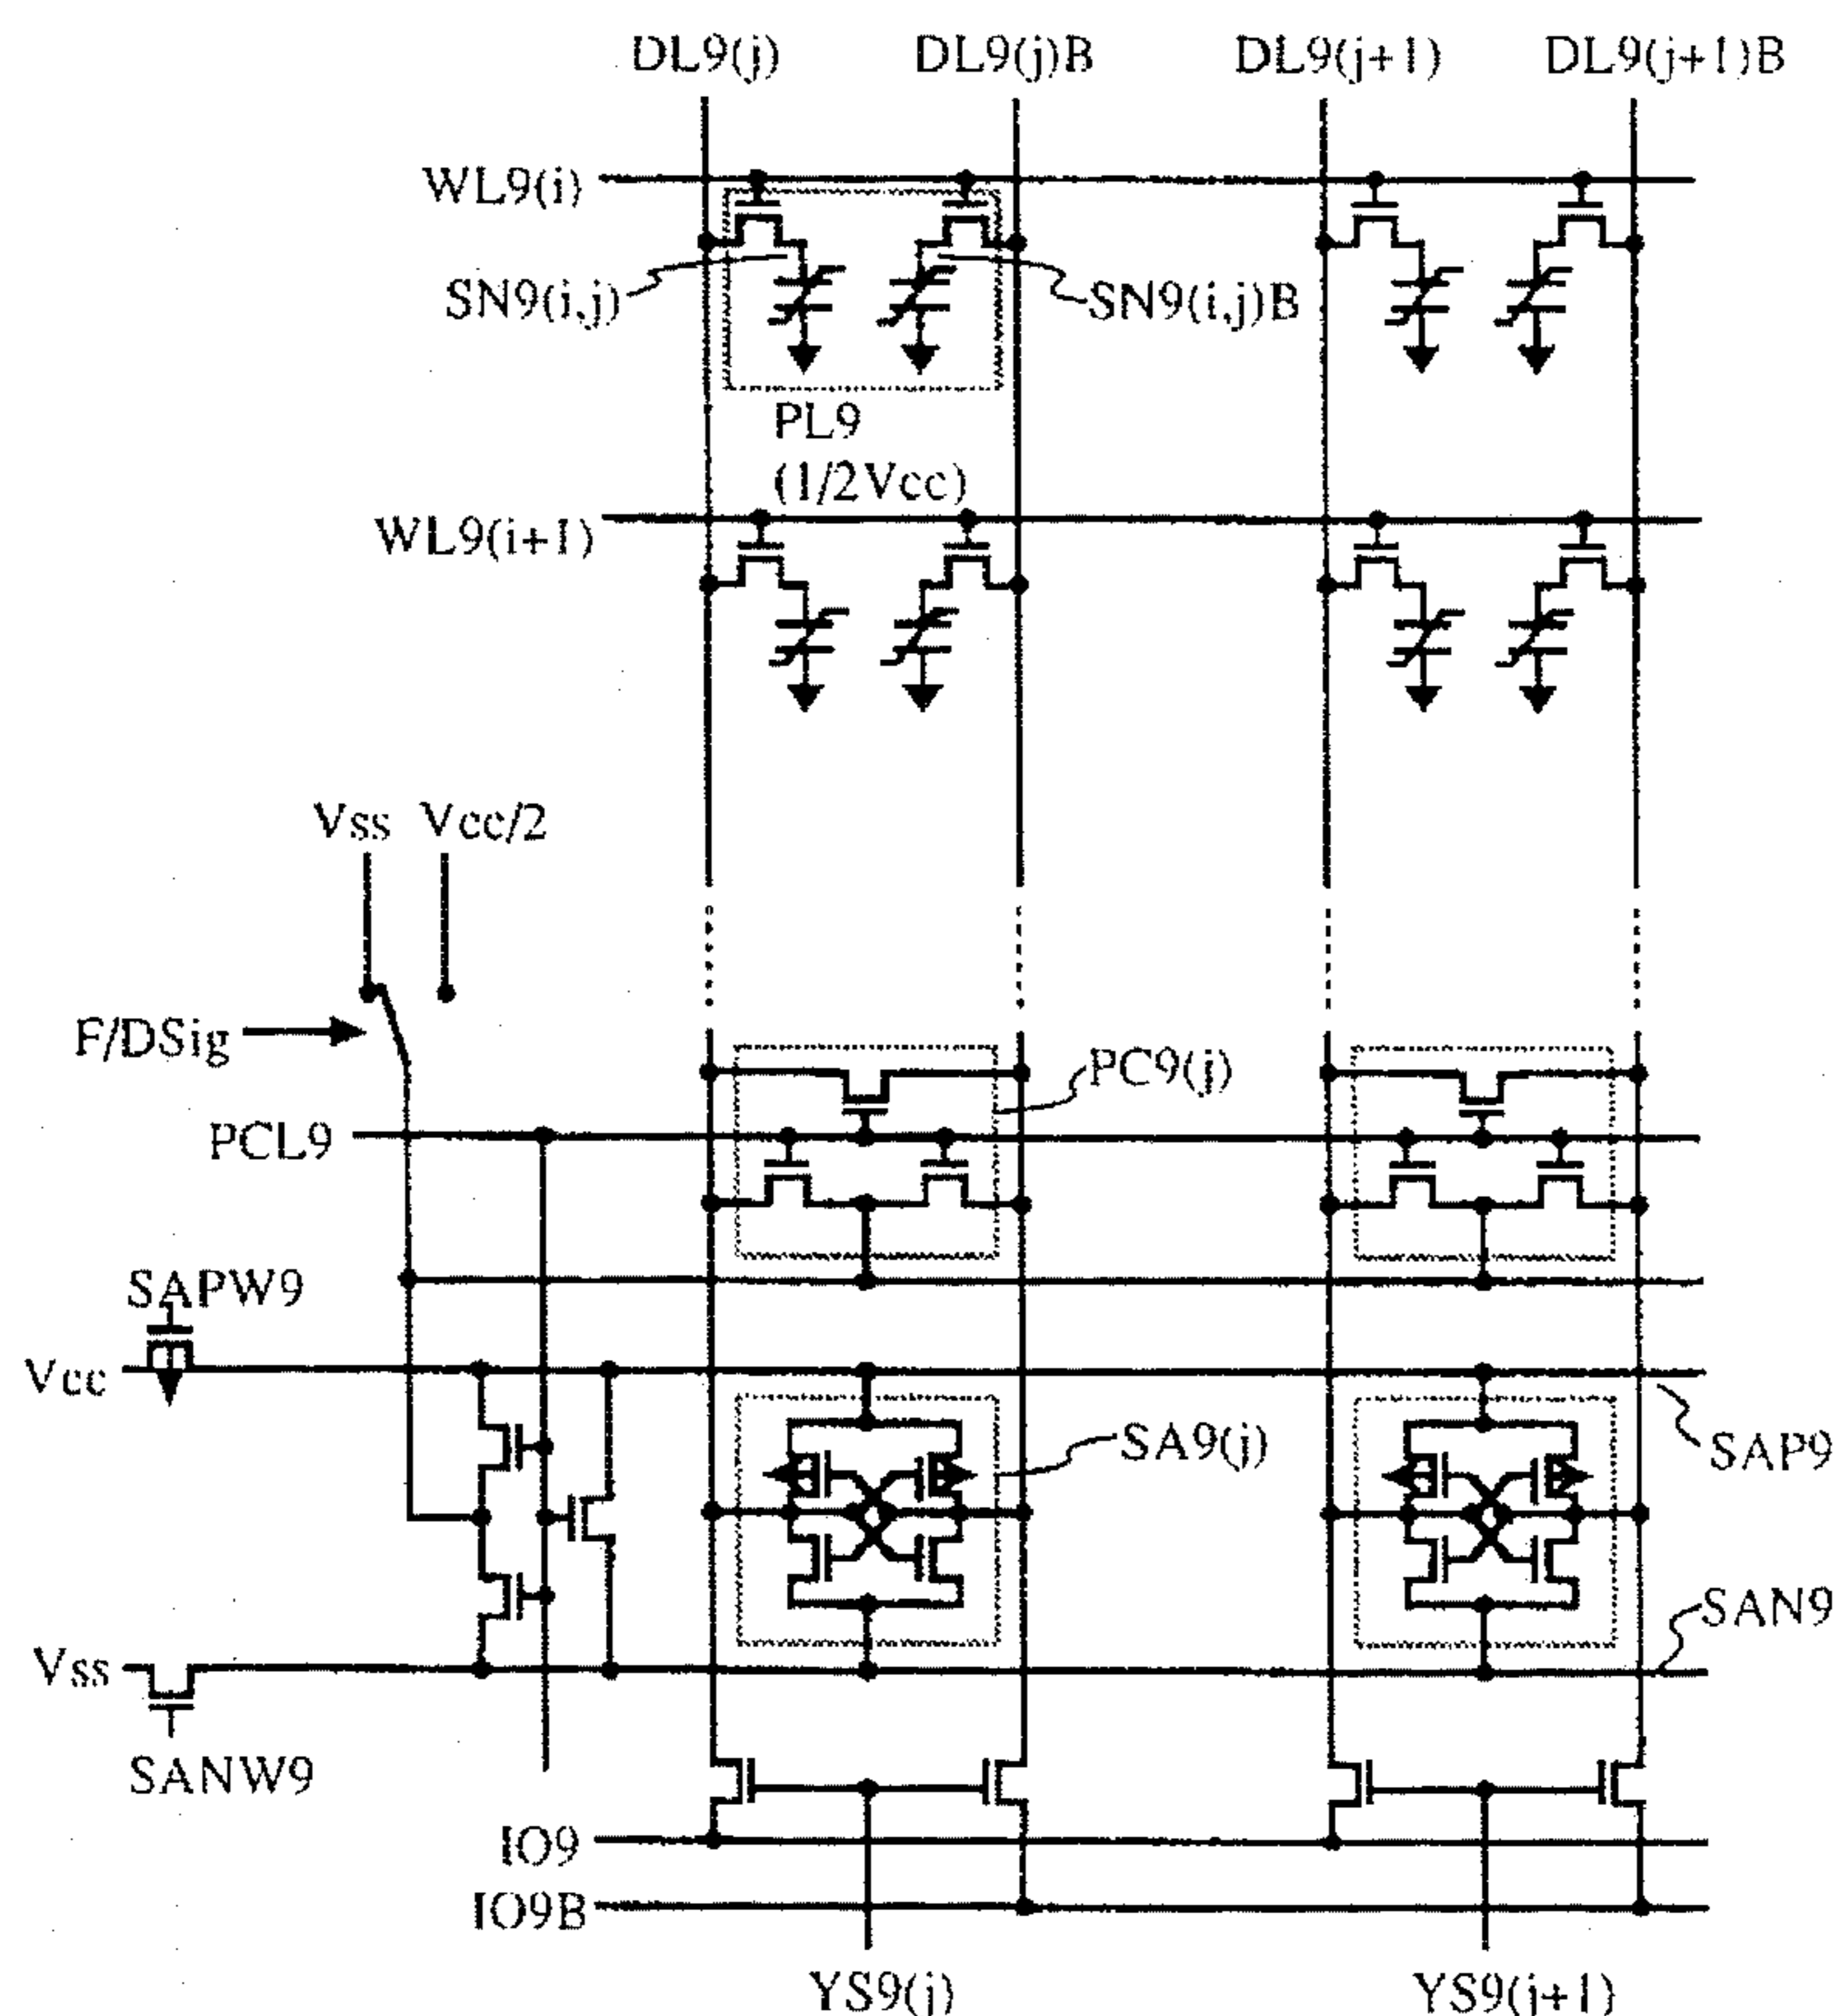 DL9(j) DL9(j)B DL9(j+1) DL9(j+1)B
WL9(i)
SN9(i,j) SN9(i,j)B
PL9
(1/2Vcc)
WL9(i+1)
Vss Vcc/2
F/DSig
PC9(j)
PCL9
SAPW9
Vcc
SA9(j)
SAP9
SAN9
Vss
SANW9
IO9
IO9B
YS9(j) YS9(j+1)